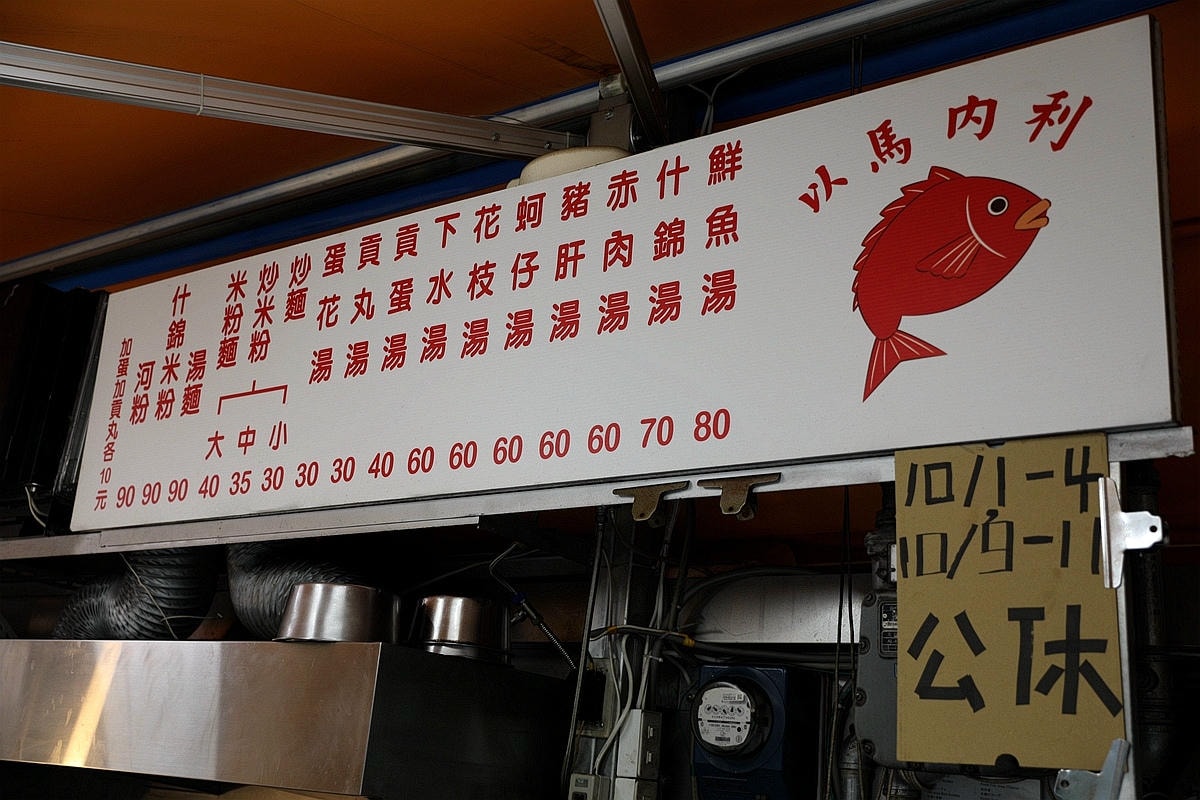 以馬內利
鮮魚湯 80
什錦湯 70
赤肉湯 60
豬肝湯 60
蚵仔湯 60
花枝湯 60
下水湯 60
貢蛋湯 40
貢丸湯 30
蛋花湯 30
炒麵
炒米粉
米粉麵
小 30
中 35
大 40
湯麵 90
什錦米粉 90
河粉 90
加蛋加貢丸各10元
10/1-4
10/9-11
公休